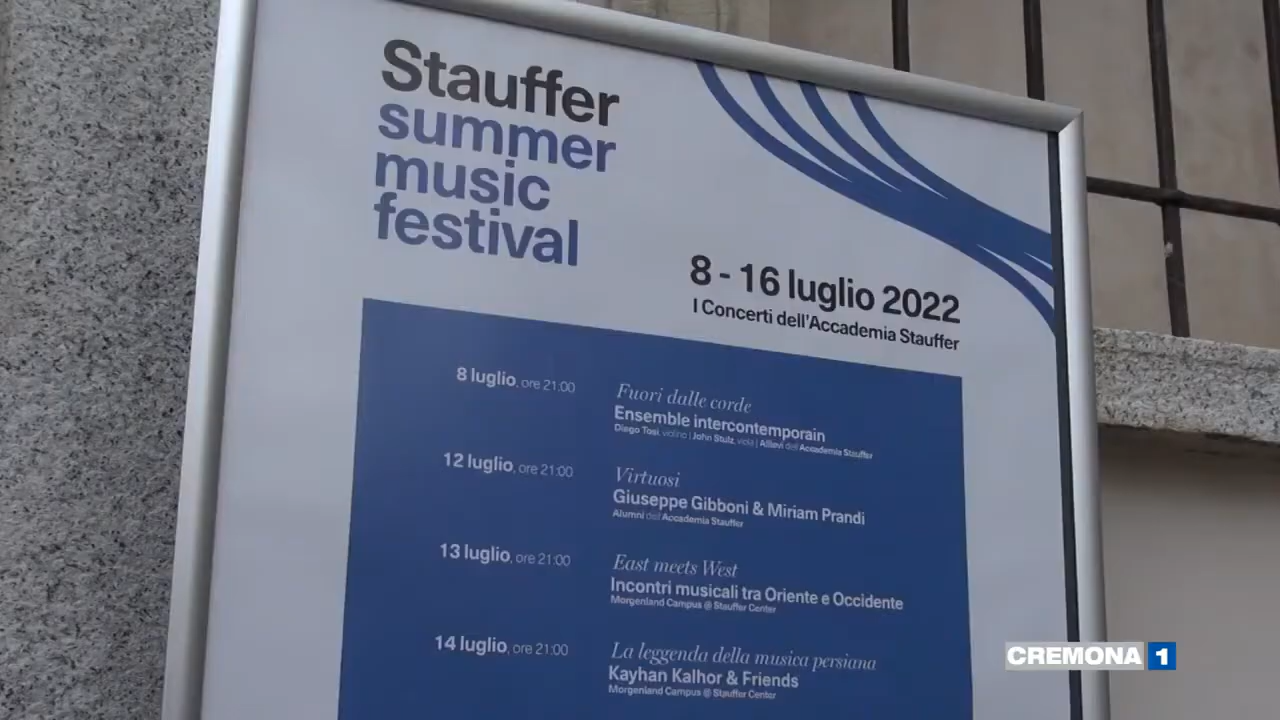 Stauffer
summer
music
festival
8 - 16 luglio 2022
I Concerti dell'Accademia Stauffer
8 luglio, ore 21:00
Fuori dalle corde
Ensemble intercontemporain
Diego Tosi, violino | John Stulz, viola | Allievi dell'Accademia Stauffer
12 luglio, ore 21:00
Virtuosi
Giuseppe Gibboni & Miriam Prandi
Alumni dell'Accademia Stauffer
13 luglio, ore 21:00
East meets West
Incontri musicali tra Oriente e Occidente
Morgenland Campus @ Stauffer Center
14 luglio, ore 21:00
La leggenda della musica persiana
Kayhan Kalhor & Friends
Morgenland Campus @ Stauffer Center
CREMONA 1